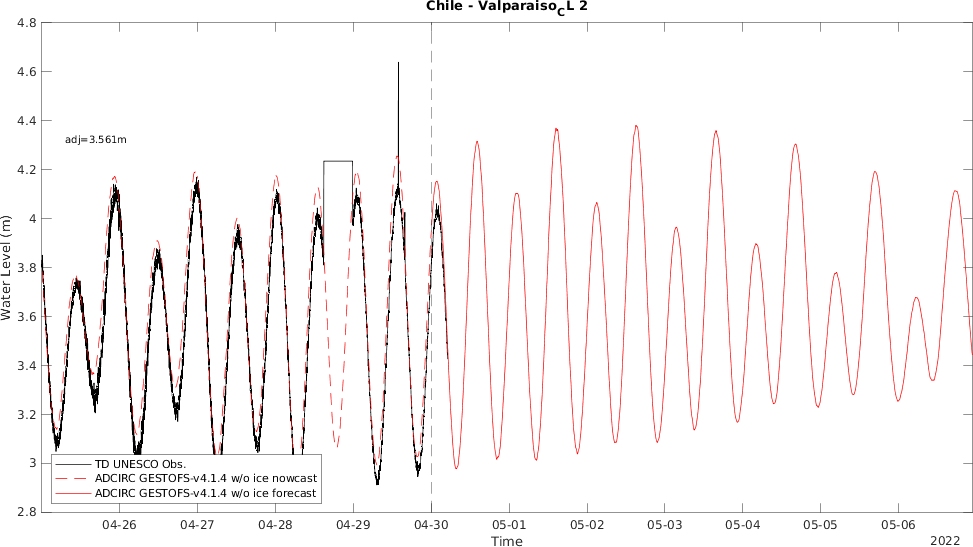 Chile - ValparaisoCL 2
4.8
4.6
4.4
4.2
4
3.8
3.6
3.4
3.2
3
2.8
Water Level (m)
adj=3.561m
TD UNESCO Obs.
ADCIRC GESTOFS-v4.1.4 w/o ice nowcast
ADCIRC GESTOFS-v4.1.4 w/o ice forecast
04-26 04-27 04-28 04-29 04-30 05-01 05-02 05-03 05-04 05-05 05-06
Time
2022